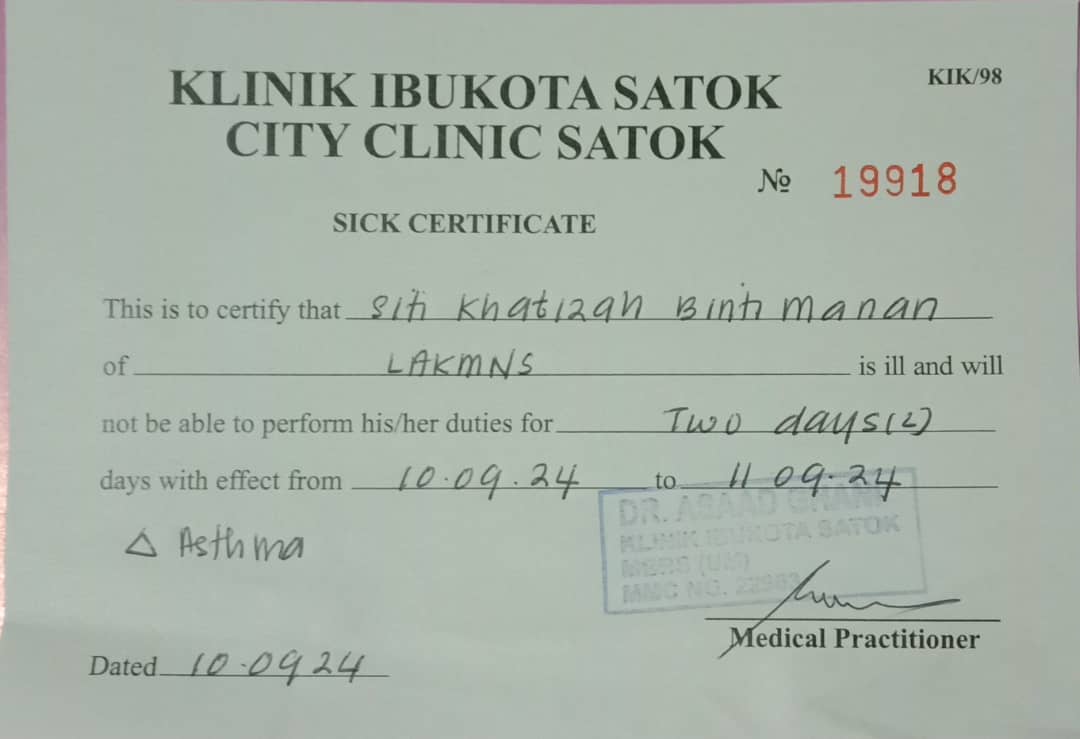 KLINIK IBUKOTA SATOK
KIK/98
CITY CLINIC SATOK
№ 19918
SICK CERTIFICATE
This is to certify that Siti Khatizah Binti Manan
of LAKMNS is ill and will
not be able to perform his/her duties for Two days (2)
days with effect from 10.09.24 to 11 09.24
DR. ASAAD GHANI
KLINIK IBUKOTA SATOK
MBBS (UM)
MMC NO.
Δ Asthma
Medical Practitioner
Dated 10.09 24